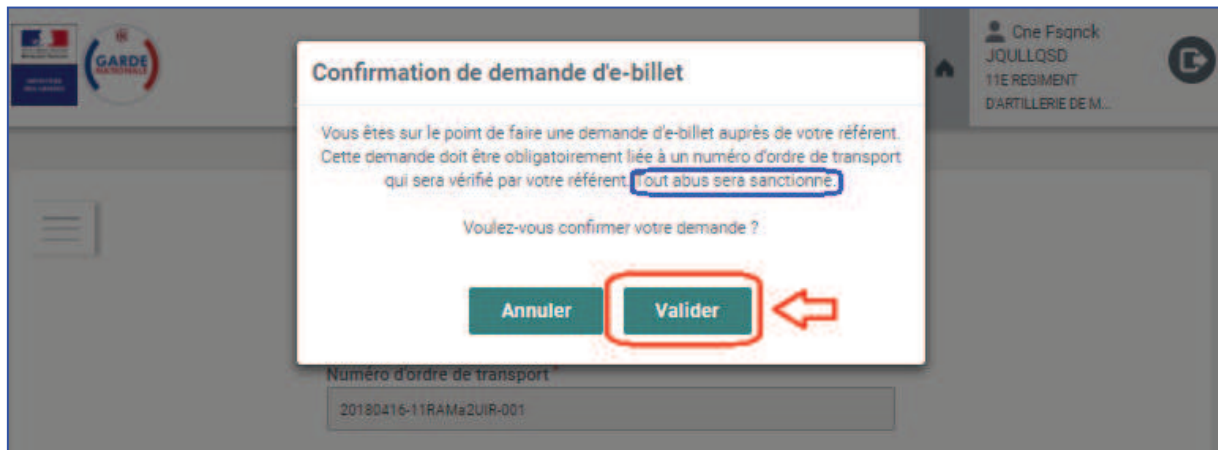 GARDE
NATIONALE
Cne Fsqnck
JQULLQSD
11E REGIMENT
D'ARTILLERIE DE M...
Confirmation de demande d'e-billet
Vous êtes sur le point de faire une demande d'e-billet auprès de votre référent.
Cette demande doit être obligatoirement liée à un numéro d'ordre de transport
qui sera vérifié par votre référent. Tout abus sera sanctionné.
Voulez-vous confirmer votre demande ?
Annuler
Valider
Numéro d'ordre de transport *
20180416-11RAMa2UIR-001